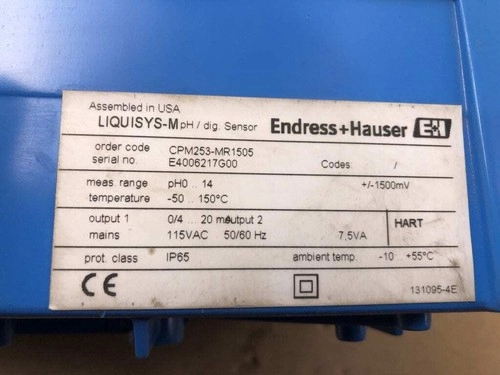 Assembled in USA
LIQUISYS-M pH / dig. Sensor Endress+Hauser E+H
order code CPM253-MR1505
serial no. E4006217G00 Codes: /
meas. range pH0 .. 14 +/-1500mV
temperature -50 .. 150°C
output 1 0/4 .. 20 mA output 2 HART
mains 115VAC 50/60 Hz 7,5VA
prot. class IP65 ambient temp. -10 .. +55°C
CE 131095-4E